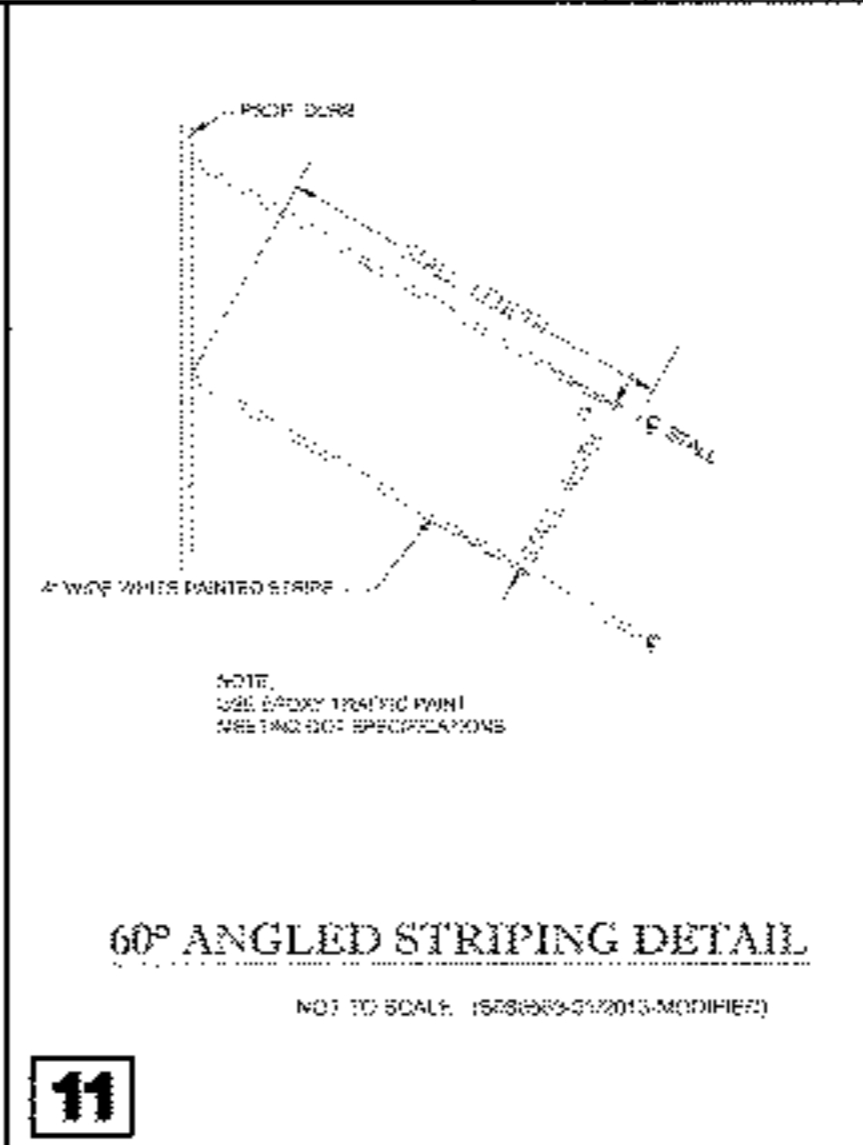 PROP. CURB
STALL LENGTH
STALL
4" WIDE WHITE PAINTED STRIPE
NOTE:
USE EPOXY TRAFFIC PAINT
MEETING DOT SPECIFICATIONS
60° ANGLED STRIPING DETAIL
NOT TO SCALE
11